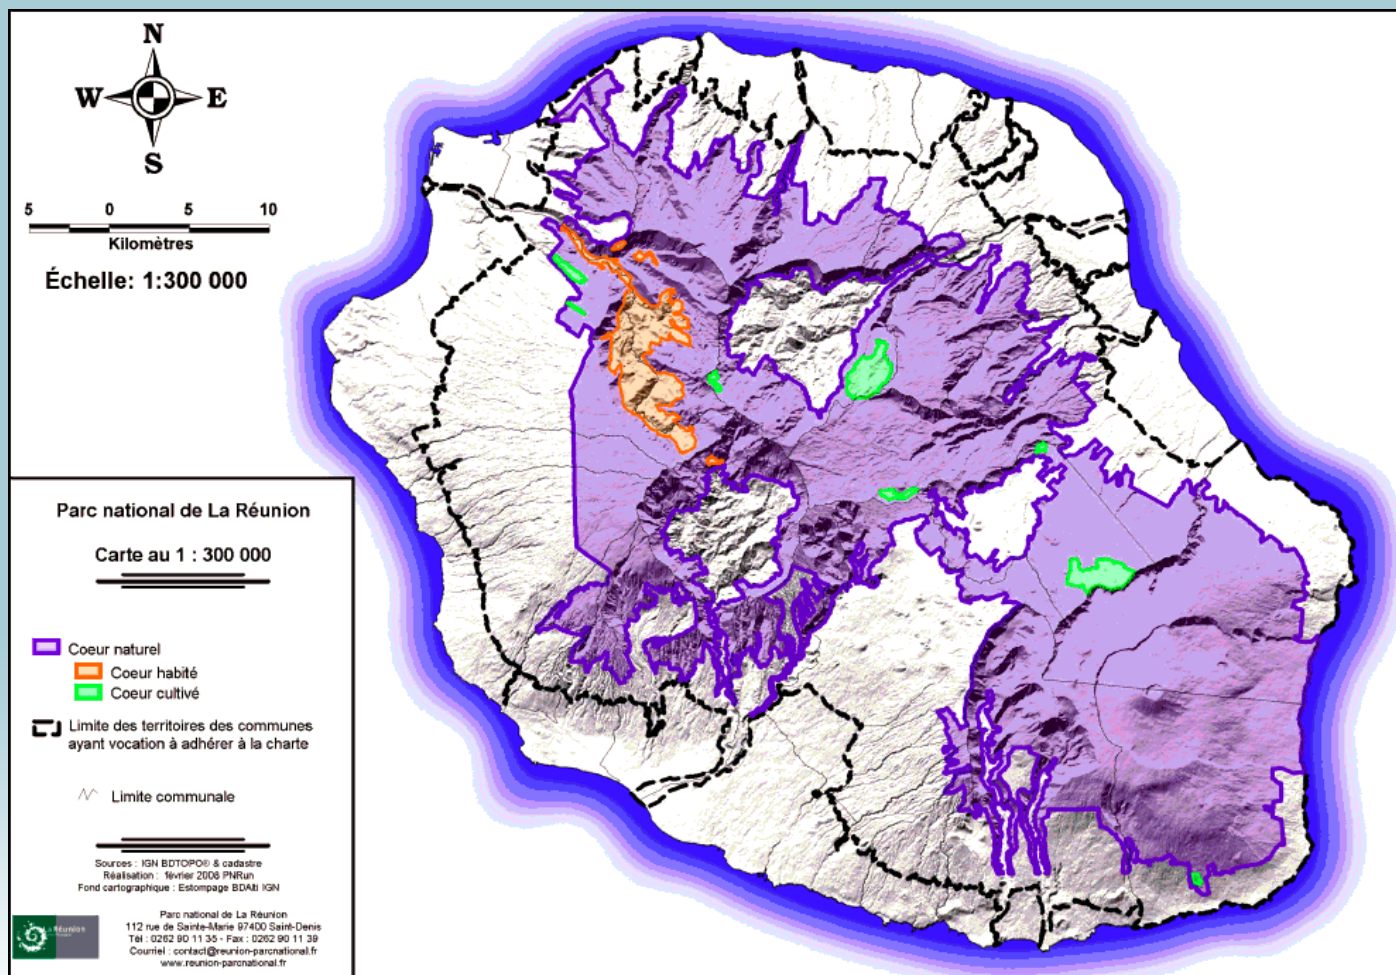 N
W E
S
5 0 5 10
Kilomètres
Échelle: 1:300 000
Parc national de La Réunion
Carte au 1 : 300 000
Coeur naturel
Coeur habité
Coeur cultivé
Limite des territoires des communes
ayant vocation à adhérer à la charte
Limite communale
Sources : IGN BDTOPO® & cadastre
Réalisation : février 2008 PNRun
Fond cartographique : Estompage BDAlti IGN
La Réunion
Parc national de La Réunion
112 rue de Sainte-Marie 97400 Saint-Denis
Tél : 0262 90 11 35 - Fax : 0262 90 11 39
Courriel : contact@reunion-parcnational.fr
www.reunion-parcnational.fr